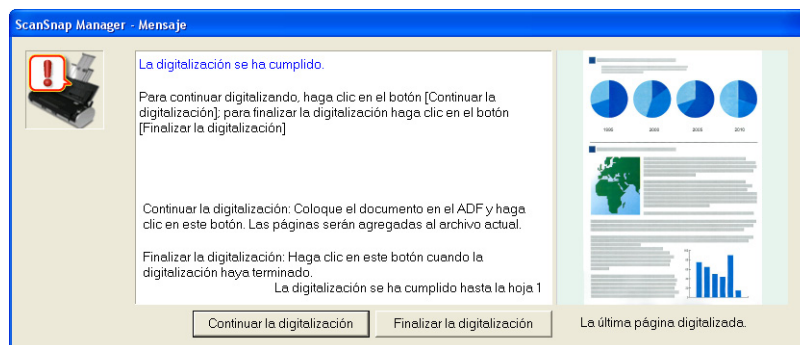 ScanSnap Manager - Mensaje
La digitalización se ha cumplido.
Para continuar digitalizando, haga clic en el botón [Continuar la
digitalización]; para finalizar la digitalización haga clic en el botón
[Finalizar la digitalización]
Continuar la digitalización: Coloque el documento en el ADF y haga
clic en este botón. Las páginas serán agregadas al archivo actual.
Finalizar la digitalización: Haga clic en este botón cuando la
digitalización haya terminado.
La digitalización se ha cumplido hasta la hoja 1
Continuar la digitalización
Finalizar la digitalización
2000
2005
2010
La última página digitalizada.